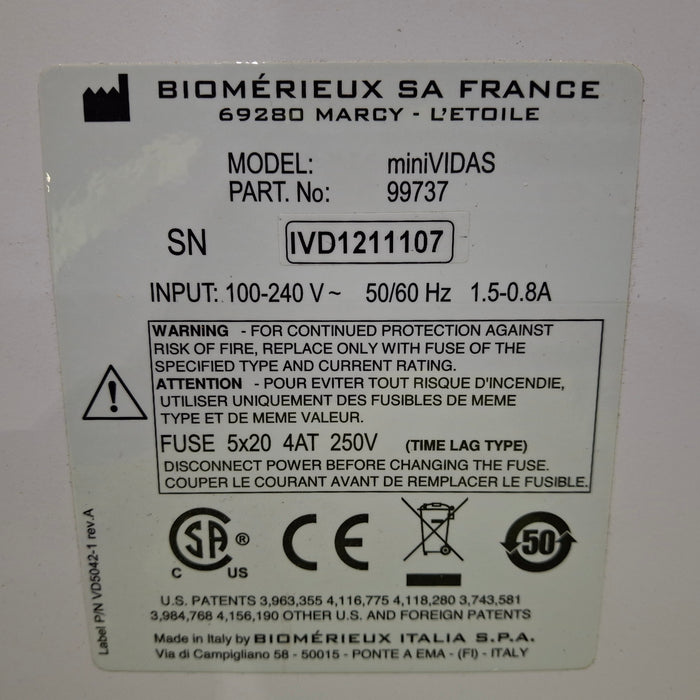 BIOMÉRIEUX SA FRANCE
69280 MARCY - L'ETOILE
MODEL: miniVIDAS
PART. No: 99737
SN IVD1211107
INPUT: 100-240 V~ 50/60 Hz 1.5-0.8A
WARNING - FOR CONTINUED PROTECTION AGAINST
RISK OF FIRE, REPLACE ONLY WITH FUSE OF THE
SPECIFIED TYPE AND CURRENT RATING.
ATTENTION - POUR EVITER TOUT RISQUE D'INCENDIE,
UTILISER UNIQUEMENT DES FUSIBLES DE MEME
TYPE ET DE MEME VALEUR.
FUSE 5x20 4AT 250V (TIME LAG TYPE)
DISCONNECT POWER BEFORE CHANGING THE FUSE.
COUPER LE COURANT AVANT DE REMPLACER LE FUSIBLE.
SA ®
C US
CE
50
U.S. PATENTS 3,963,355 4,116,775 4,118,280 3,743,581
3,984,768 4,156,190 OTHER U.S. AND FOREIGN PATENTS
Made in Italy by BIOMÉRIEUX ITALIA S.P.A.
Via di Campigliano 58 - 50015 - PONTE A EMA - (FI) - ITALY
Label P/N VD5042-1 rev.A